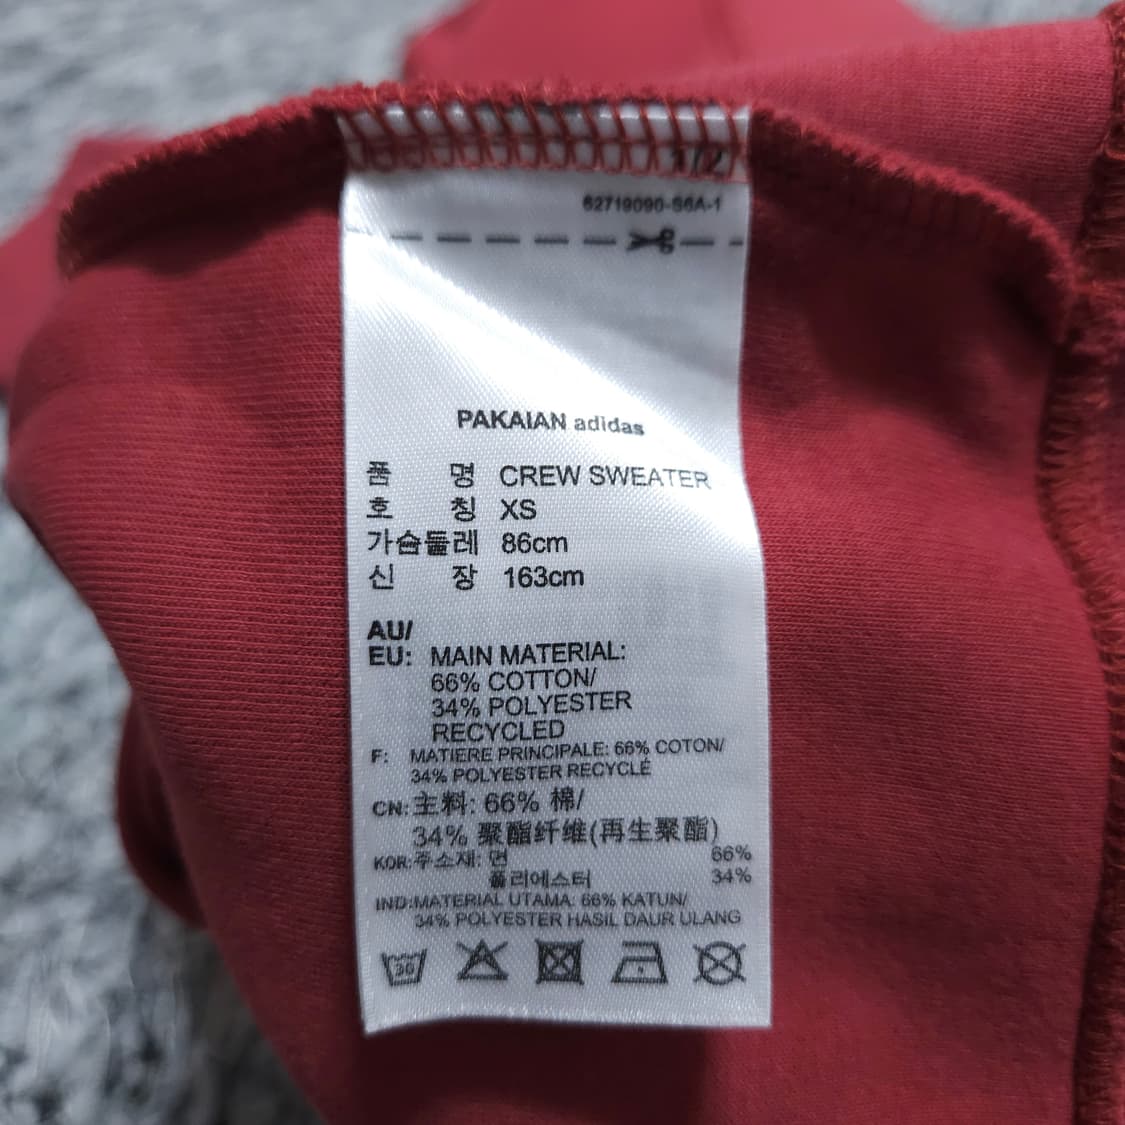 1/2
62719090-S6A-1
PAKAIAN adidas
품 명 CREW SWEATER
호 칭 XS
가슴둘레 86cm
신 장 163cm
AU/
EU: MAIN MATERIAL:
66% COTTON/
34% POLYESTER
RECYCLED
F: MATIERE PRINCIPALE: 66% COTON/
34% POLYESTER RECYCLÉ
CN: 主料: 66% 棉/
34% 聚酯纤维(再生聚酯)
KOR: 주소재: 면 66%
폴리에스터 34%
IND: MATERIAL UTAMA: 66% KATUN/
34% POLYESTER HASIL DAUR ULANG
30